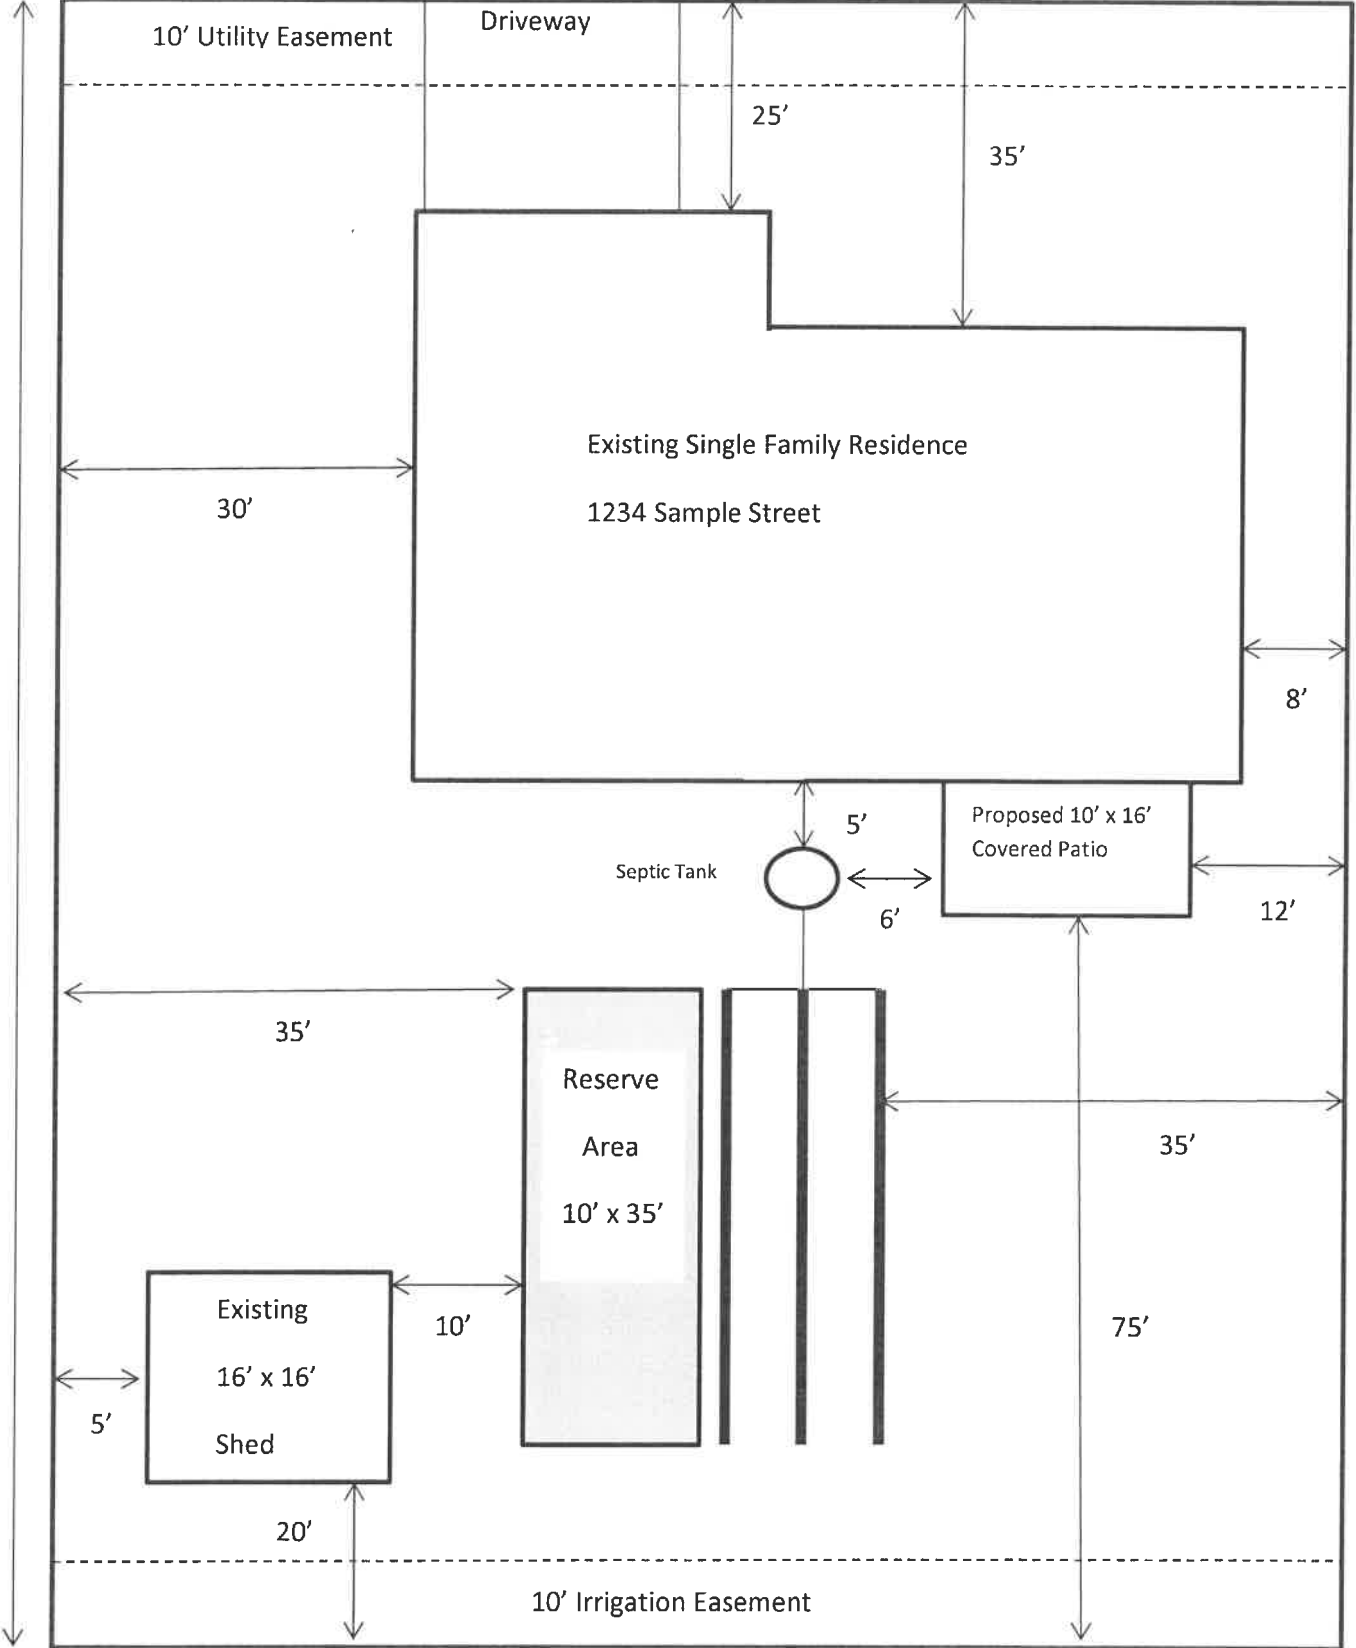 Driveway
10’ Utility Easement
25’
35’
Existing Single Family Residence
1234 Sample Street
30’
8’
Proposed 10’ x 16’
Covered Patio
5’
Septic Tank
6’
12’
35’
Reserve
Area
10’ x 35’
35’
Existing
16’ x 16’
Shed
10’
75’
5’
20’
10’ Irrigation Easement